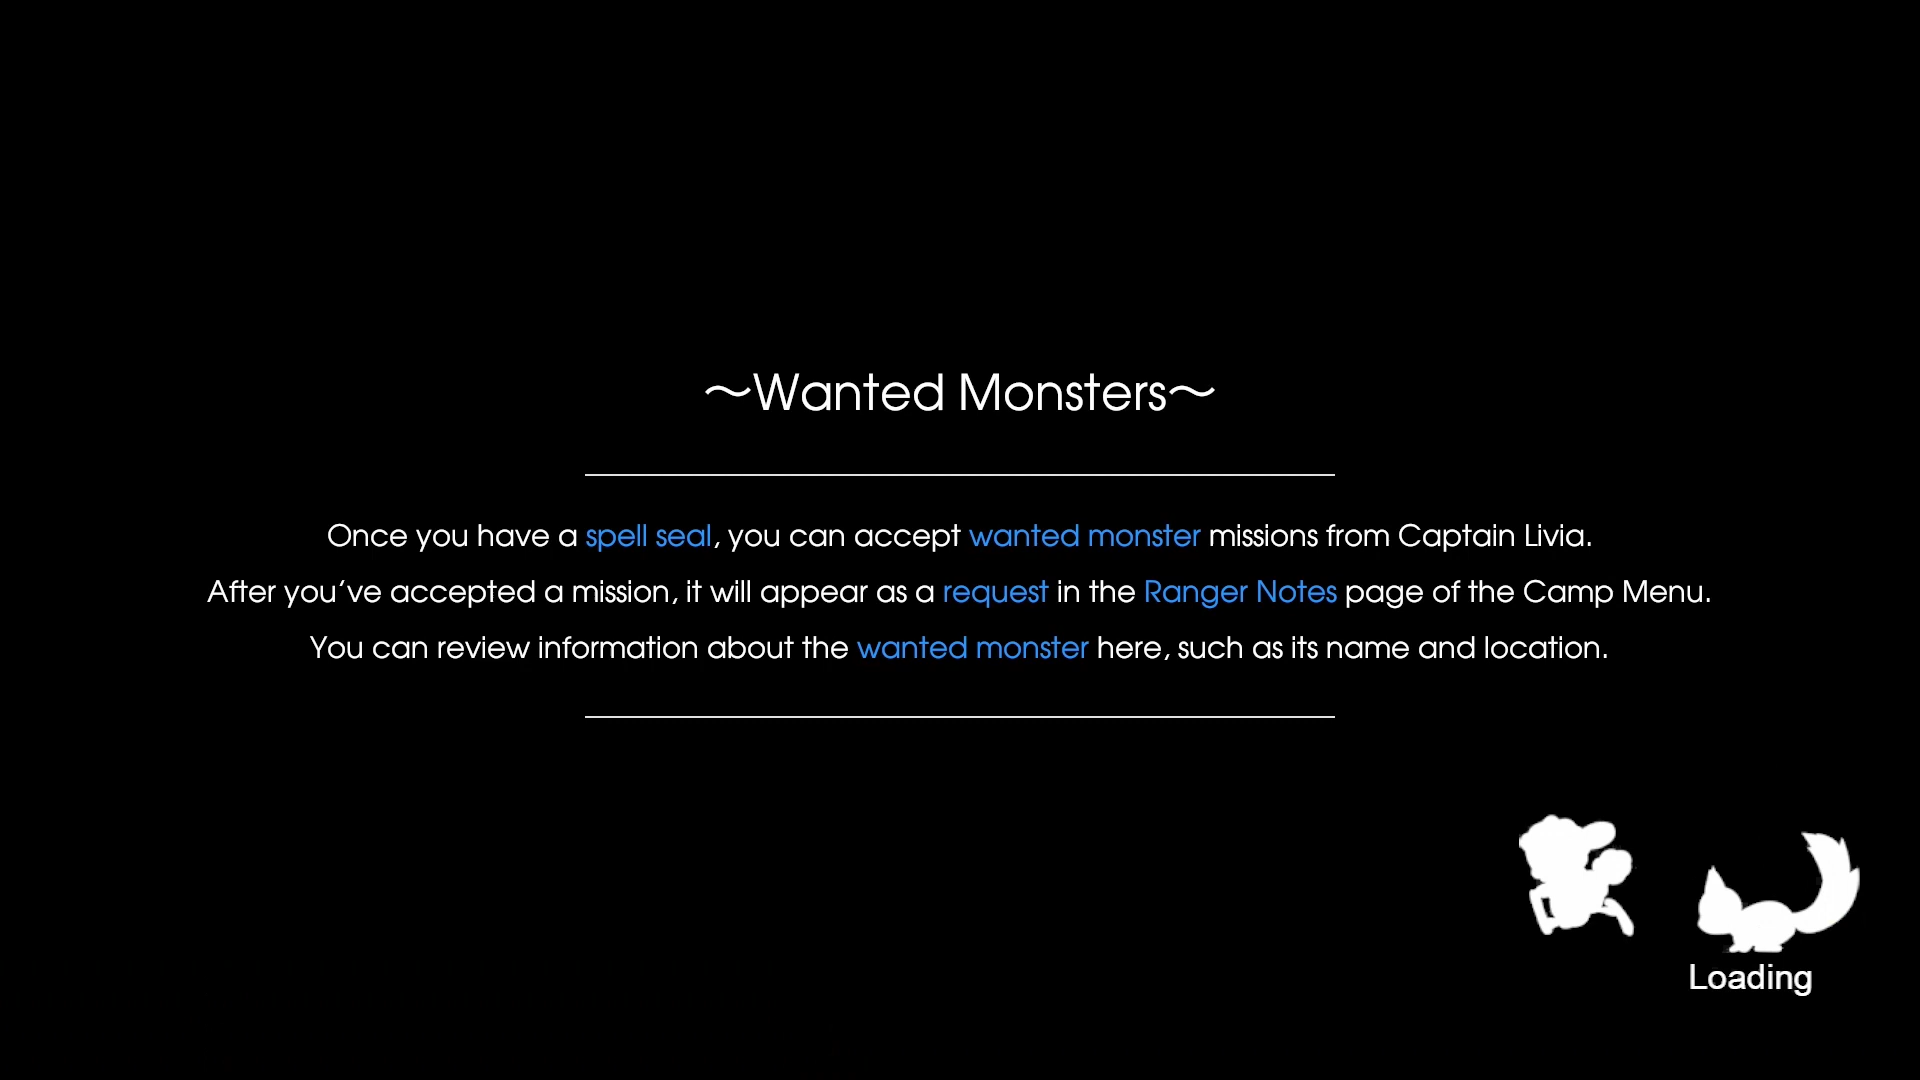 ～Wanted Monsters～
Once you have a spell seal, you can accept wanted monster missions from Captain Livia.
After you've accepted a mission, it will appear as a request in the Ranger Notes page of the Camp Menu.
You can review information about the wanted monster here, such as its name and location.
Loading